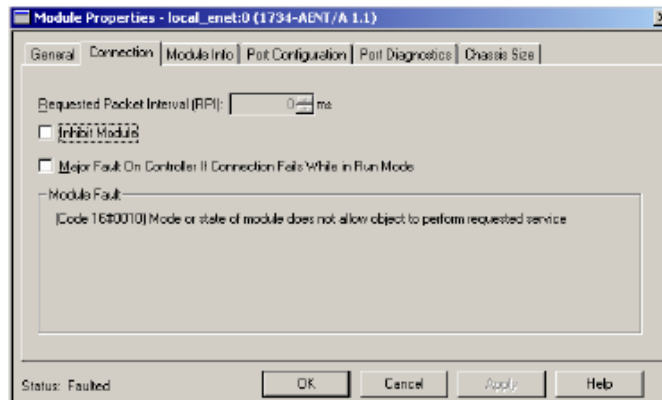 Module Properties - local_enet:0 (1734-AENT/A 1.1)
General Connection Module Info Port Configuration Port Diagnostics Chassis Size
Requested Packet Interval (RPI): 0 ms
Inhibit Module
Major Fault On Controller If Connection Fails While in Run Mode
Module Fault
(Code 16#0010) Mode or state of module does not allow object to perform requested service
Status: Faulted OK Cancel Apply Help